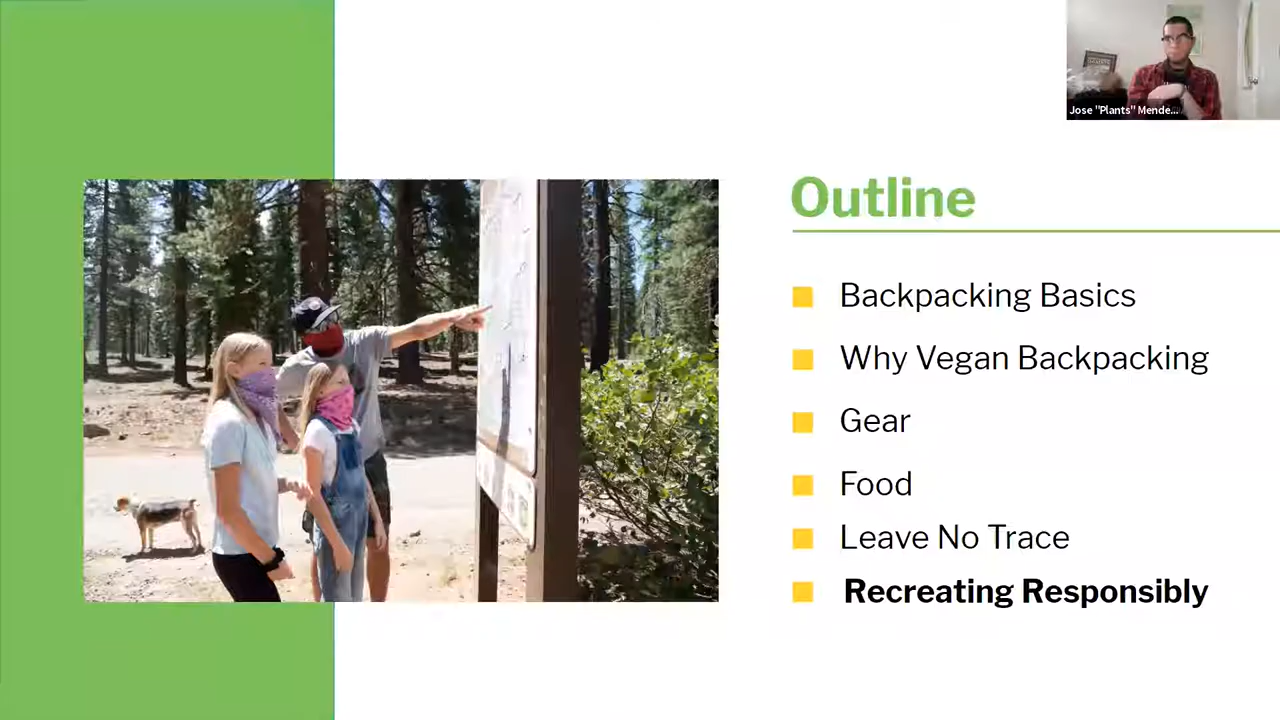 Jose "Plants" Mende...
Outline
Backpacking Basics
Why Vegan Backpacking
Gear
Food
Leave No Trace
Recreating Responsibly